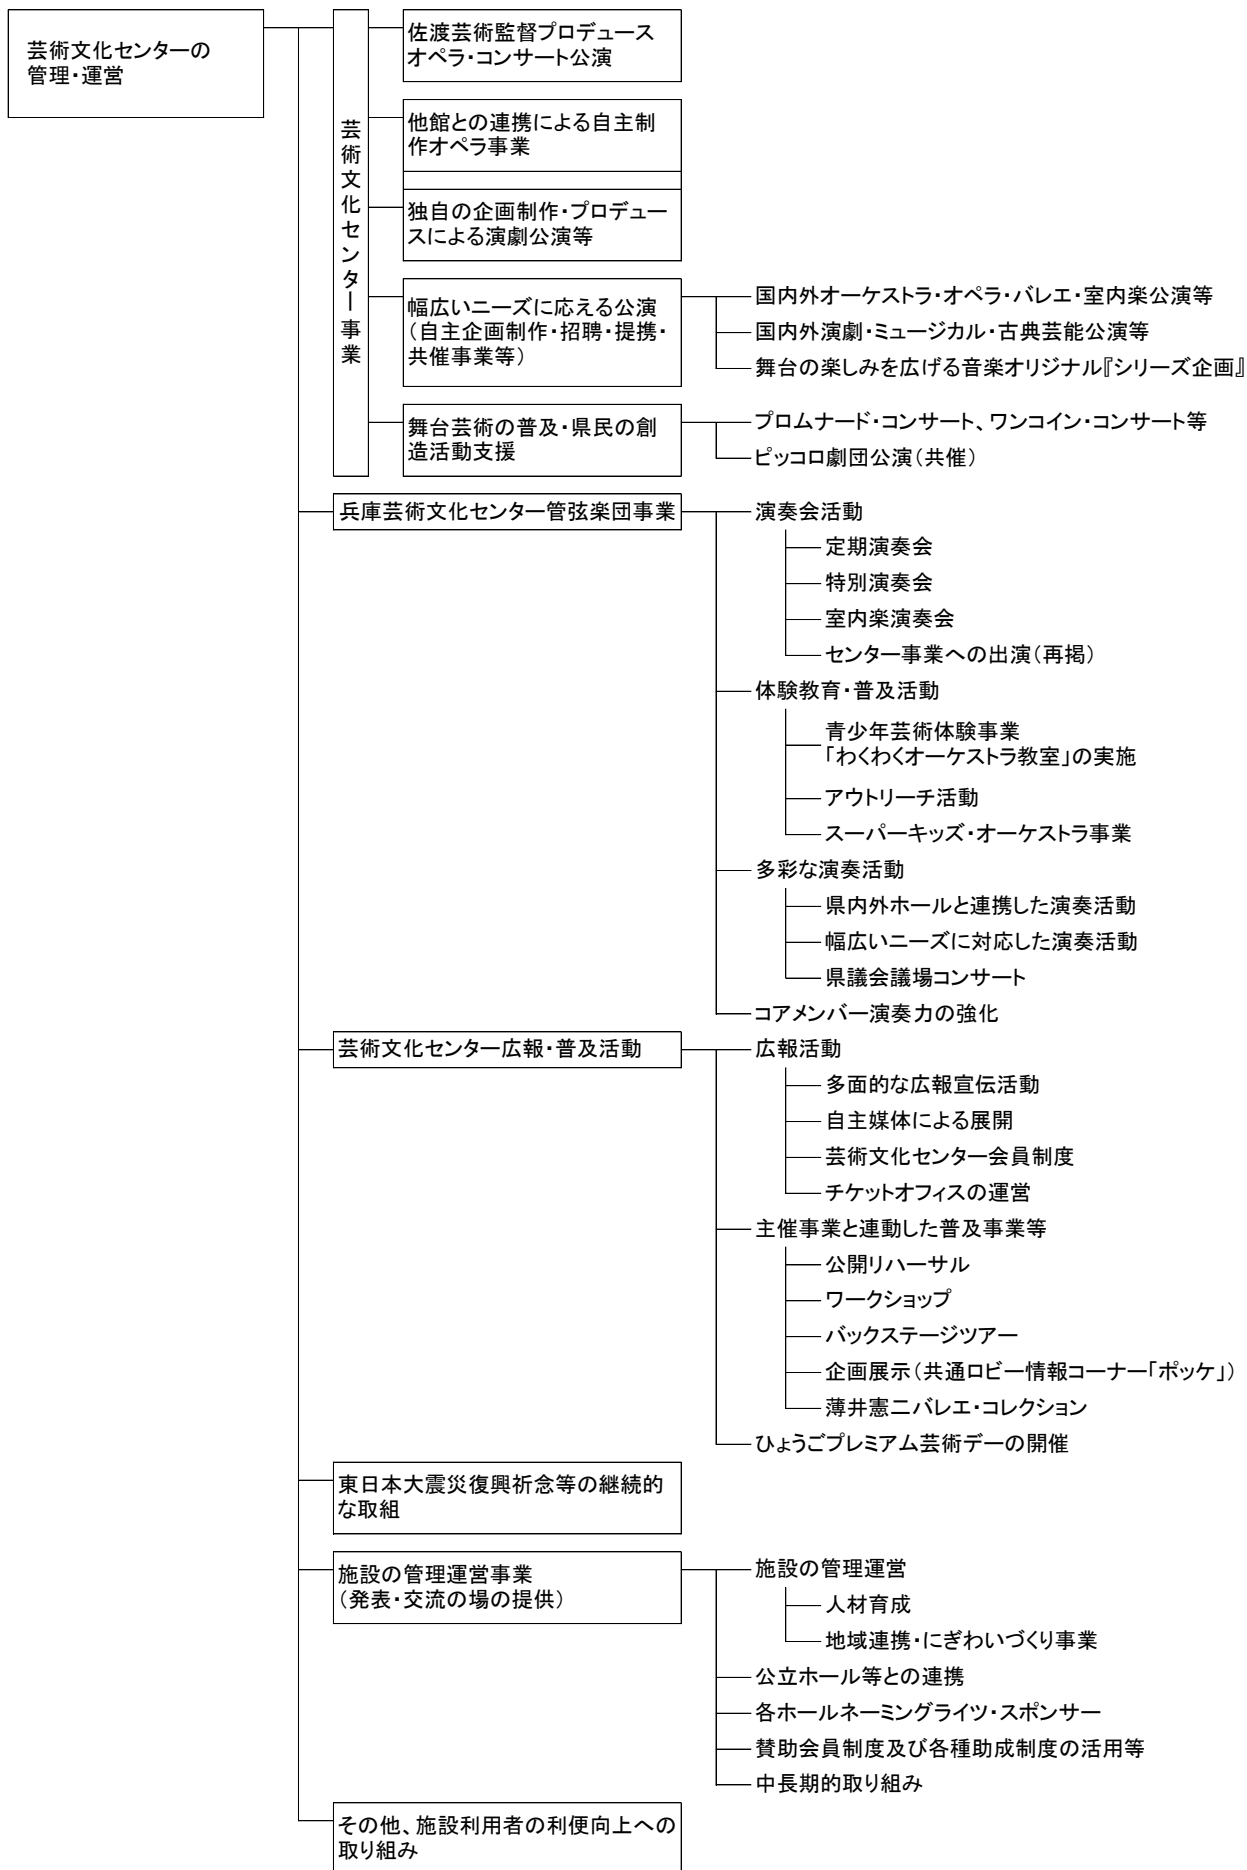 芸術文化センターの
管理・運営
芸術文化センター事業
佐渡芸術監督プロデュース
オペラ・コンサート公演
他館との連携による自主制
作オペラ事業
独自の企画制作・プロデュー
スによる演劇公演等
幅広いニーズに応える公演
（自主企画制作・招聘・提携・
共催事業等）
国内外オーケストラ・オペラ・バレエ・室内楽公演等
国内外演劇・ミュージカル・古典芸能公演等
舞台の楽しみを広げる音楽オリジナル『シリーズ企画』
舞台芸術の普及・県民の創
造活動支援
プロムナード・コンサート、ワンコイン・コンサート等
ピッコロ劇団公演（共催）
兵庫芸術文化センター管弦楽団事業
演奏会活動
定期演奏会
特別演奏会
室内楽演奏会
センター事業への出演（再掲）
体験教育・普及活動
青少年芸術体験事業
「わくわくオーケストラ教室」の実施
アウトリーチ活動
スーパーキッズ・オーケストラ事業
多彩な演奏活動
県内外ホールと連携した演奏活動
幅広いニーズに対応した演奏活動
県議会議場コンサート
コアメンバー演奏力の強化
芸術文化センター広報・普及活動
広報活動
多面的な広報宣伝活動
自主媒体による展開
芸術文化センター会員制度
チケットオフィスの運営
主催事業と連動した普及事業等
公開リハーサル
ワークショップ
バックステージツアー
企画展示（共通ロビー情報コーナー「ポッケ」）
薄井憲二バレエ・コレクション
ひょうごプレミアム芸術デーの開催
東日本大震災復興祈念等の継続的
な取組
施設の管理運営事業
（発表・交流の場の提供）
施設の管理運営
人材育成
地域連携・にぎわいづくり事業
公立ホール等との連携
各ホールネーミングライツ・スポンサー
賛助会員制度及び各種助成制度の活用等
中長期的取り組み
その他、施設利用者の利便向上への
取り組み